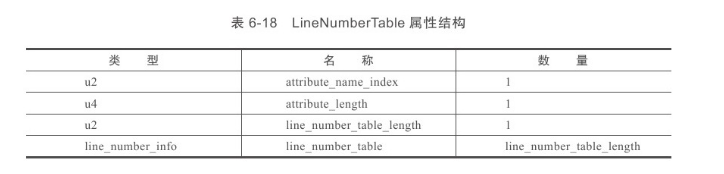 表 6-18 LineNumberTable 属性结构
类 型 名 称 数 量
u2 attribute_name_index 1
u4 attribute_length 1
u2 line_number_table_length 1
line_number_info line_number_table line_number_table_length